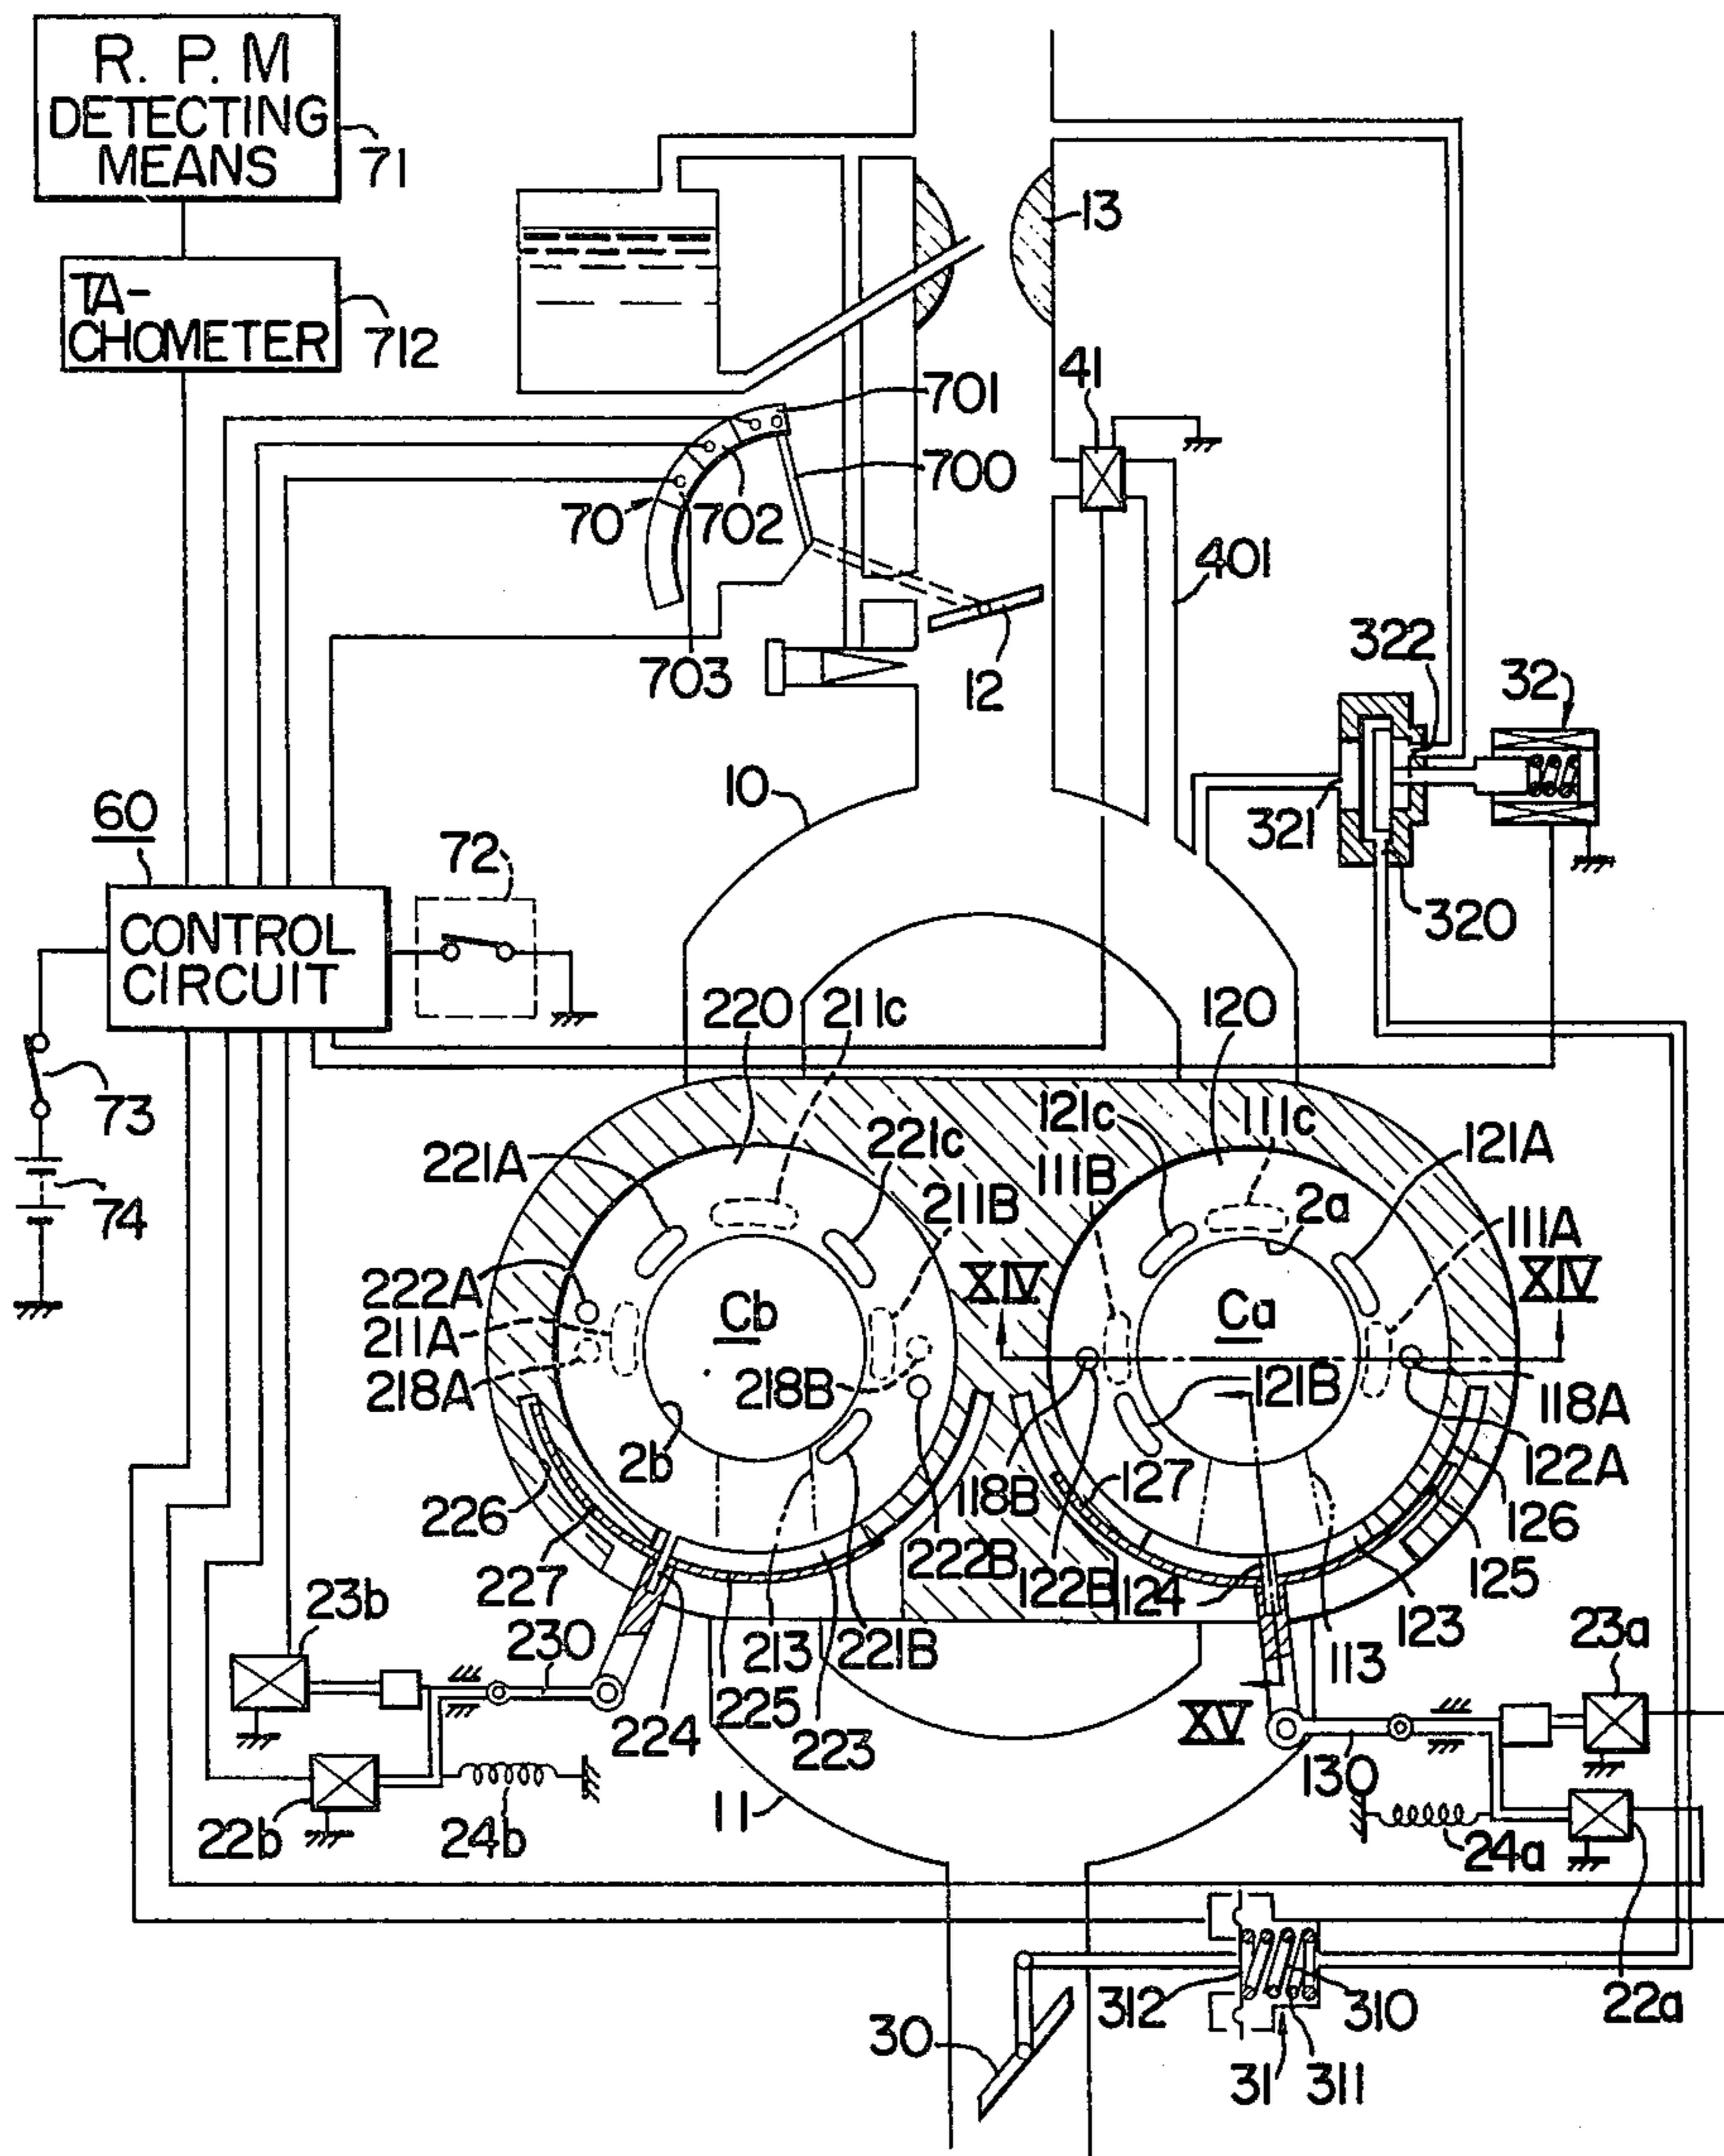 R. P. M
DETECTING
MEANS
71
TA-
CHOMETER
712
13
41
701
700
70
702
703
401
12
322
32
321
320
10
60
CONTROL
CIRCUIT
72
73
74
220
211c
120
221A
221c
211B
121c
111c
111B
2a
121A
111A
XIV
XIV
222A
211A
218A
Cb
218B
Ca
121B
118A
122A
2b
127
118B
126
226
222B
122B
124
125
227
123
23b
230
213
221B
113
23a
224
225
223
XV
130
22b
24b
11
24a
312
310
22a
30
31
311